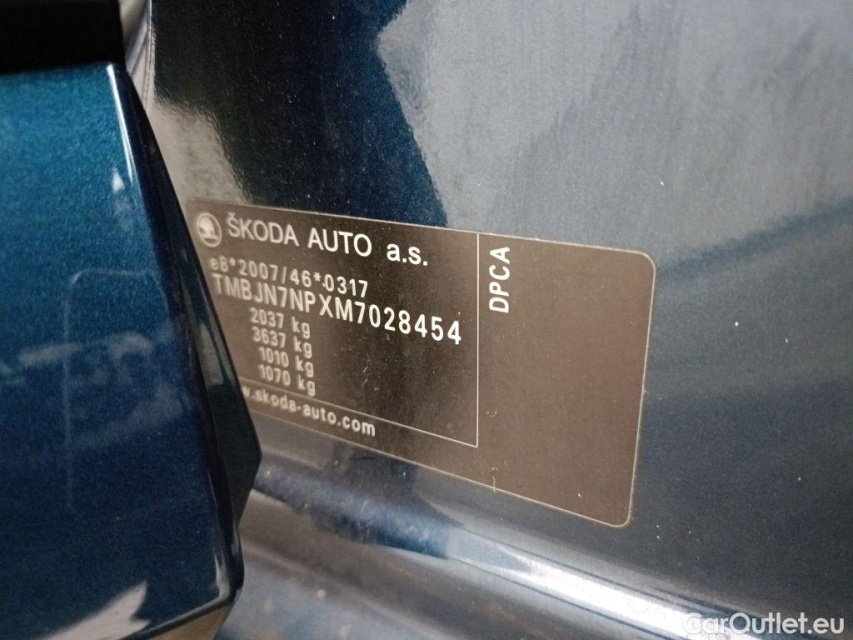 ŠKODA AUTO a.s.
e8*2007/46*0317
TMBJN7NPXM7028454
2037 kg
3637 kg
1010 kg
1070 kg
w.skoda-auto.com
DPCA
CarOutlet.eu